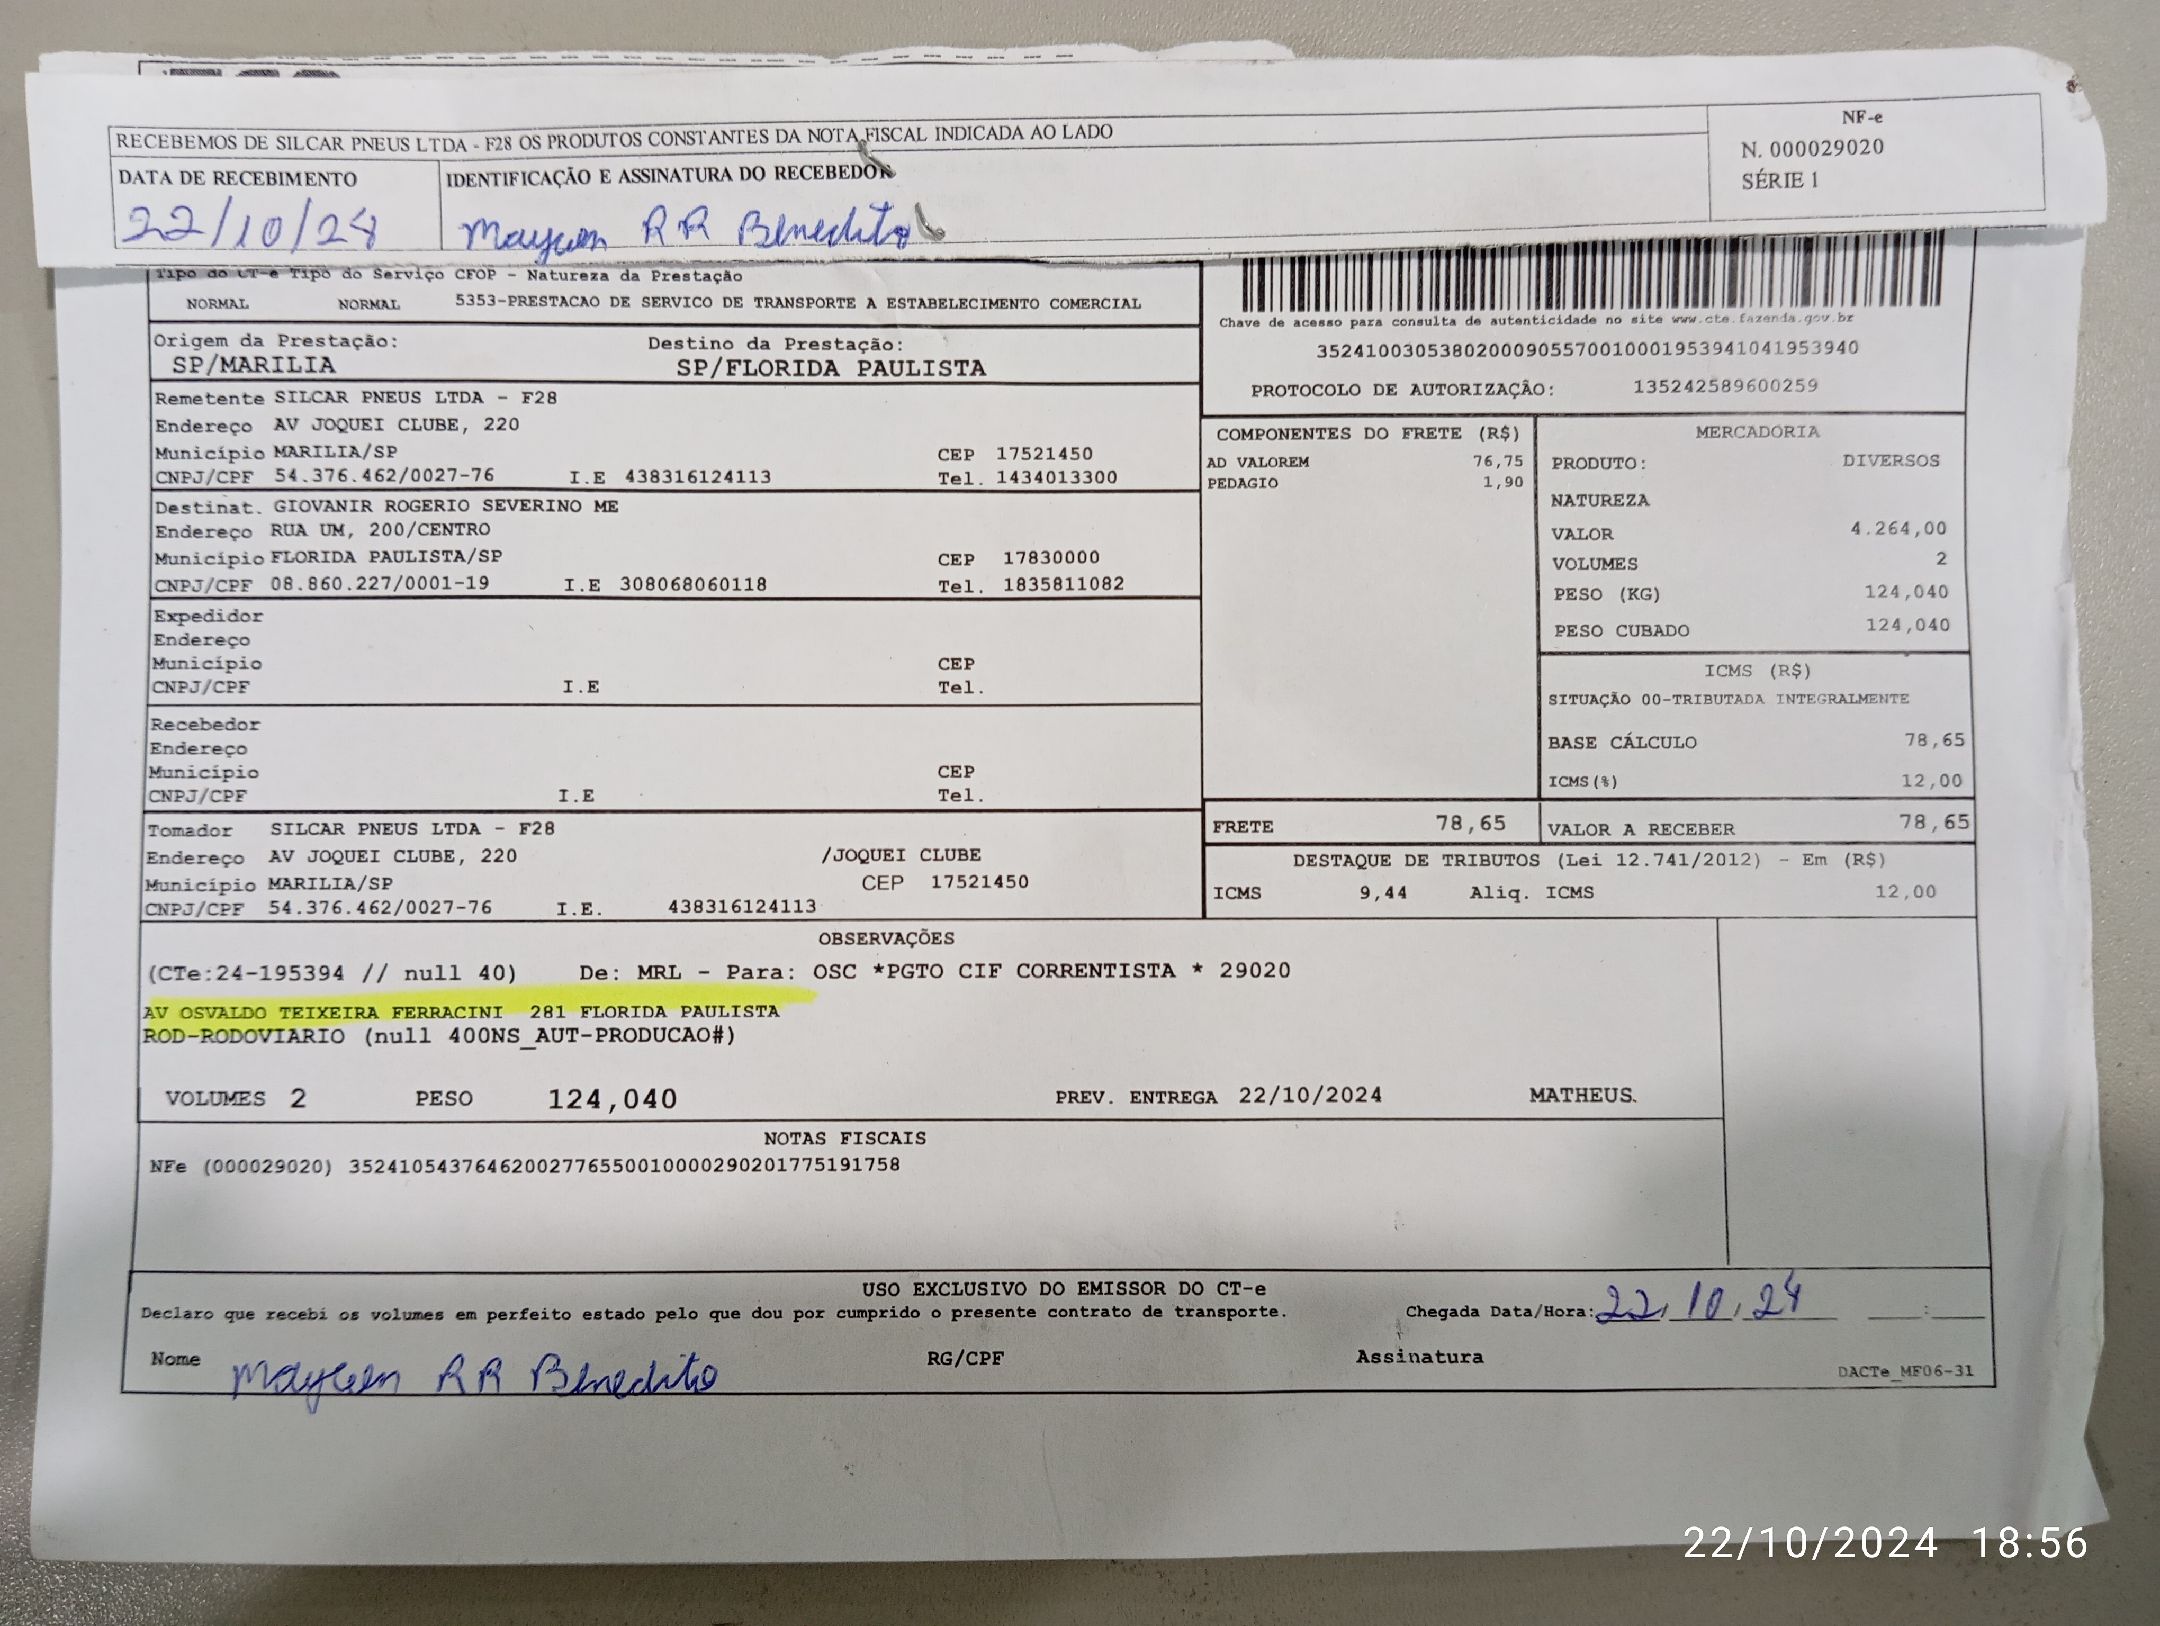 RECEBEMOS DE SILCAR PNEUS LTDA - F28 OS PRODUTOS CONSTANTES DA NOTA FISCAL INDICADA AO LADO
NF-e
N. 000029020
SÉRIE 1
DATA DE RECEBIMENTO
22/10/24
IDENTIFICAÇÃO E ASSINATURA DO RECEBEDOR
RR Benedito
Tipo do CT-e Tipo do Serviço CFOP - Natureza da Prestação
NORMAL NORMAL 5353-PRESTACAO DE SERVICO DE TRANSPORTE A ESTABELECIMENTO COMERCIAL
Chave de acesso para consulta de autenticidade no site www.cte.fazenda.gov.br
35241003053802000905570010001953941041953940
PROTOCOLO DE AUTORIZAÇÃO: 135242589600259
Origem da Prestação: Destino da Prestação:
SP/MARILIA SP/FLORIDA PAULISTA
Remetente SILCAR PNEUS LTDA - F28
Endereço AV JOQUEI CLUBE, 220
Município MARILIA/SP CEP 17521450
CNPJ/CPF 54.376.462/0027-76 I.E 438316124113 Tel. 1434013300
Destinat. GIOVANIR ROGERIO SEVERINO ME
Endereço RUA UM, 200/CENTRO
Município FLORIDA PAULISTA/SP CEP 17830000
CNPJ/CPF 08.860.227/0001-19 I.E 308068060118 Tel. 1835811082
Expedidor
Endereço
Município CEP
CNPJ/CPF I.E Tel.
Recebedor
Endereço
Município CEP
CNPJ/CPF I.E Tel.
Tomador SILCAR PNEUS LTDA - F28
Endereço AV JOQUEI CLUBE, 220 /JOQUEI CLUBE
Município MARILIA/SP CEP 17521450
CNPJ/CPF 54.376.462/0027-76 I.E. 438316124113
COMPONENTES DO FRETE (R$)
AD VALOREM 76,75
PEDAGIO 1,90
MERCADORIA
PRODUTO: DIVERSOS
NATUREZA
VALOR 4.264,00
VOLUMES 2
PESO (KG) 124,040
PESO CUBADO 124,040
ICMS (R$)
SITUAÇÃO 00-TRIBUTADA INTEGRALMENTE
BASE CÁLCULO 78,65
ICMS(%) 12,00
FRETE 78,65 VALOR A RECEBER 78,65
DESTAQUE DE TRIBUTOS (Lei 12.741/2012) - Em (R$)
ICMS 9,44 Aliq. ICMS 12,00
OBSERVAÇÕES
(CTe:24-195394 // null 40) De: MRL - Para: OSC *PGTO CIF CORRENTISTA * 29020
AV OSVALDO TEIXEIRA FERRACINI 281 FLORIDA PAULISTA
ROD-RODOVIARIO (null 400NS_AUT-PRODUCAO#)
VOLUMES 2 PESO 124,040 PREV. ENTREGA 22/10/2024 MATHEUS.
NOTAS FISCAIS
NFe (000029020) 35241054376462002776550010000290201775191758
USO EXCLUSIVO DO EMISSOR DO CT-e
Declaro que recebi os volumes em perfeito estado pelo que dou por cumprido o presente contrato de transporte. Chegada Data/Hora: 22,10,24 :
Nome RR Benedito RG/CPF Assinatura
DACTe_MF06-31
22/10/2024 18:56